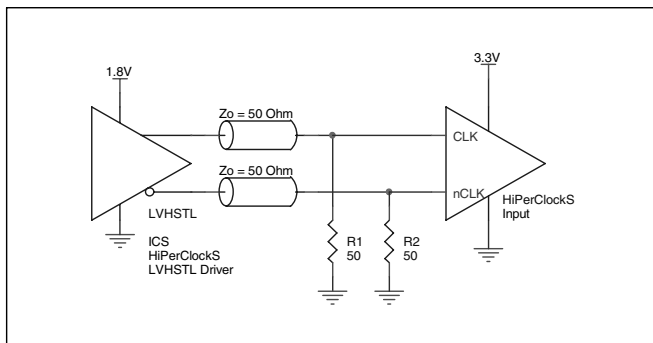 1.8V
3.3V
Zo = 50 Ohm
CLK
Zo = 50 Ohm
nCLK
HiPerClockS
Input
LVHSTL
ICS
HiPerClockS
LVHSTL Driver
R1
50
R2
50